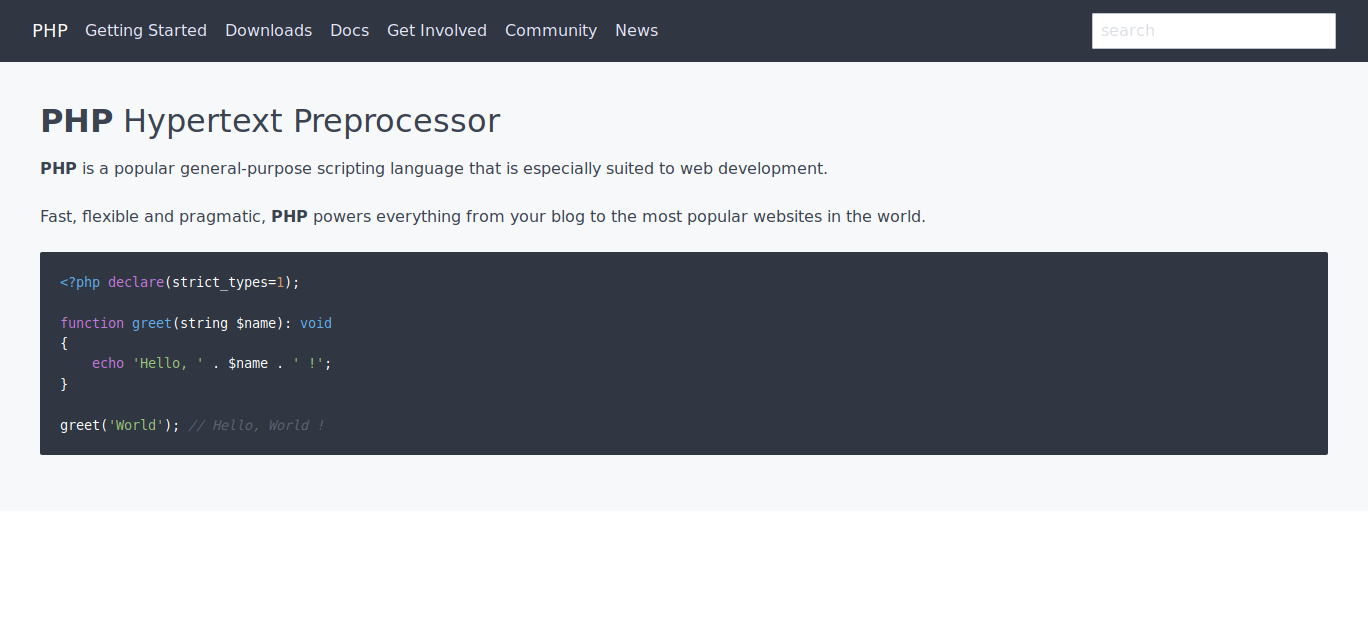 PHP Getting Started Downloads Docs Get Involved Community News search
PHP Hypertext Preprocessor
PHP is a popular general-purpose scripting language that is especially suited to web development.
Fast, flexible and pragmatic, PHP powers everything from your blog to the most popular websites in the world.
<?php declare(strict_types=1);
function greet(string $name): void
{
    echo 'Hello, ' . $name . ' !';
}
greet('World'); // Hello, World !